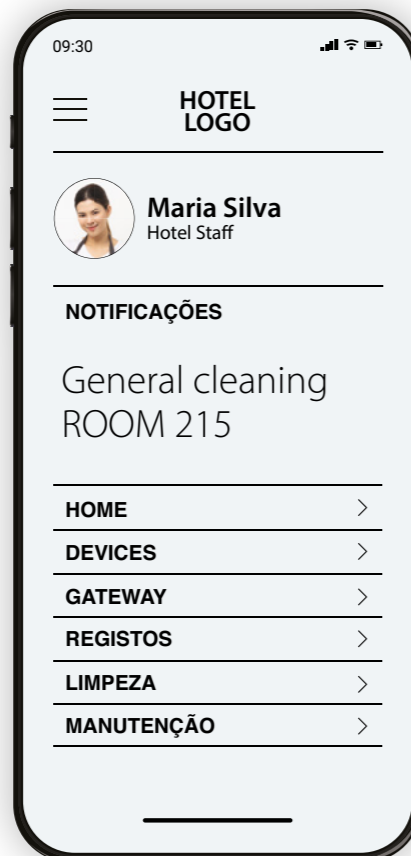 09:30
HOTEL
LOGO
Maria Silva
Hotel Staff
NOTIFICAÇÕES
General cleaning
ROOM 215
HOME
DEVICES
GATEWAY
REGISTOS
LIMPEZA
MANUTENÇÃO